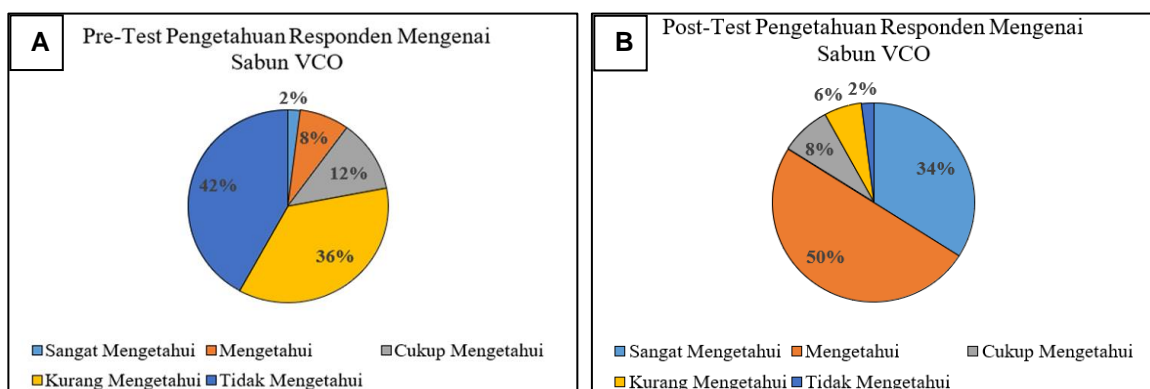 A
Pre-Test Pengetahuan Responden Mengenai
Sabun VCO
2%
8%
12%
36%
42%
Sangat Mengetahui Mengetahui Cukup Mengetahui
Kurang Mengetahui Tidak Mengetahui
B
Post-Test Pengetahuan Responden Mengenai
Sabun VCO
6%
2%
8%
34%
50%
Sangat Mengetahui Mengetahui Cukup Mengetahui
Kurang Mengetahui Tidak Mengetahui